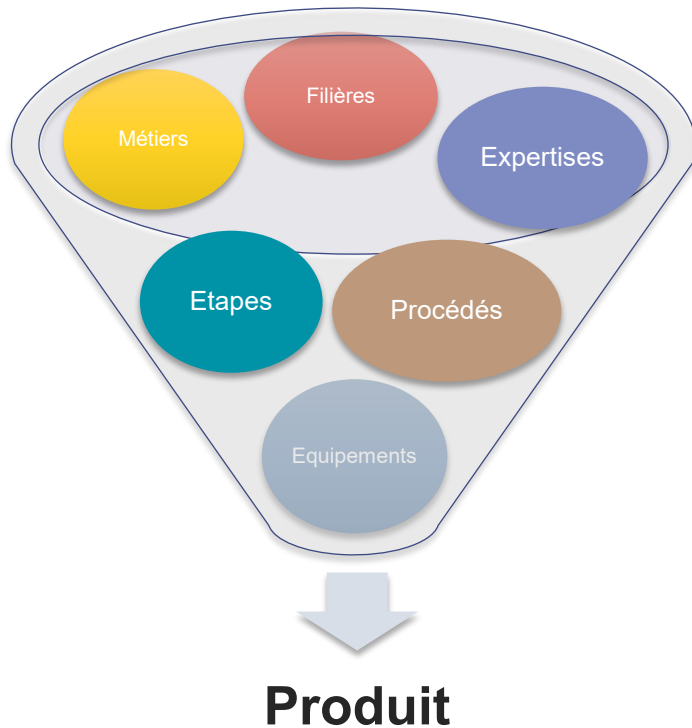 Filières
Métiers
Expertises
Etapes
Procédés
Equipements
Produit